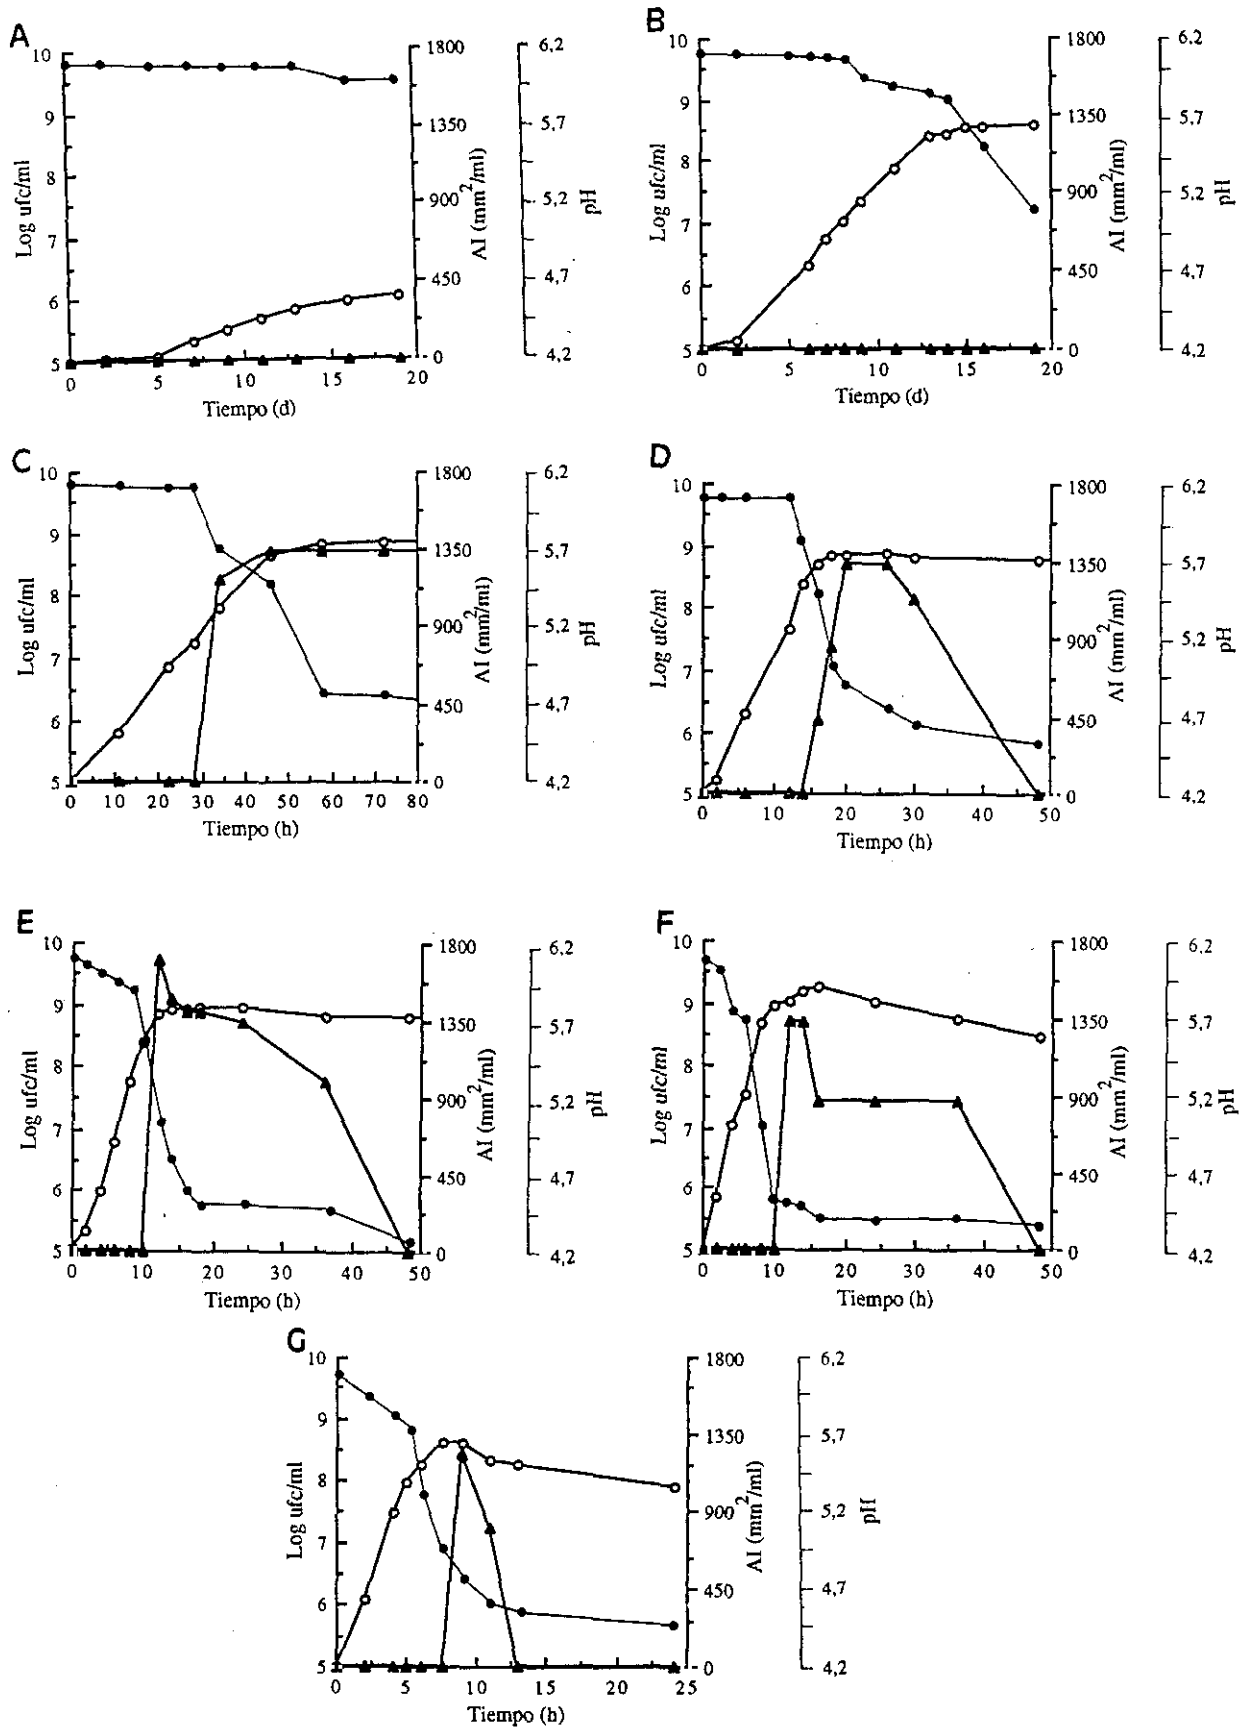 A
10
9
8
7
6
5
Log ufc/ml
0 5 10 15 20
Tiempo (d)
1800
1350
900
450
0
AI (mm2/ml)
6,2
5,7
5,2
4,7
4,2
pH
B
10
9
8
7
6
5
Log ufc/ml
0 5 10 15 20
Tiempo (d)
1800
1350
900
450
0
AI (mm2/ml)
6,2
5,7
5,2
4,7
4,2
pH
C
10
9
8
7
6
5
Log ufc/ml
0 10 20 30 40 50 60 70 80
Tiempo (h)
1800
1350
900
450
0
AI (mm2/ml)
6,2
5,7
5,2
4,7
4,2
pH
D
10
9
8
7
6
5
Log ufc/ml
0 10 20 30 40 50
Tiempo (h)
1800
1350
900
450
0
AI (mm2/ml)
6,2
5,7
5,2
4,7
4,2
pH
E
10
9
8
7
6
5
Log ufc/ml
0 10 20 30 40 50
Tiempo (h)
1800
1350
900
450
0
AI (mm2/ml)
6,2
5,7
5,2
4,7
4,2
pH
F
10
9
8
7
6
5
Log ufc/ml
0 10 20 30 40 50
Tiempo (h)
1800
1350
900
450
0
AI (mm2/ml)
6,2
5,7
5,2
4,7
4,2
pH
G
10
9
8
7
6
5
Log ufc/ml
0 5 10 15 20 25
Tiempo (h)
1800
1350
900
450
0
AI (mm2/ml)
6,2
5,7
5,2
4,7
4,2
pH